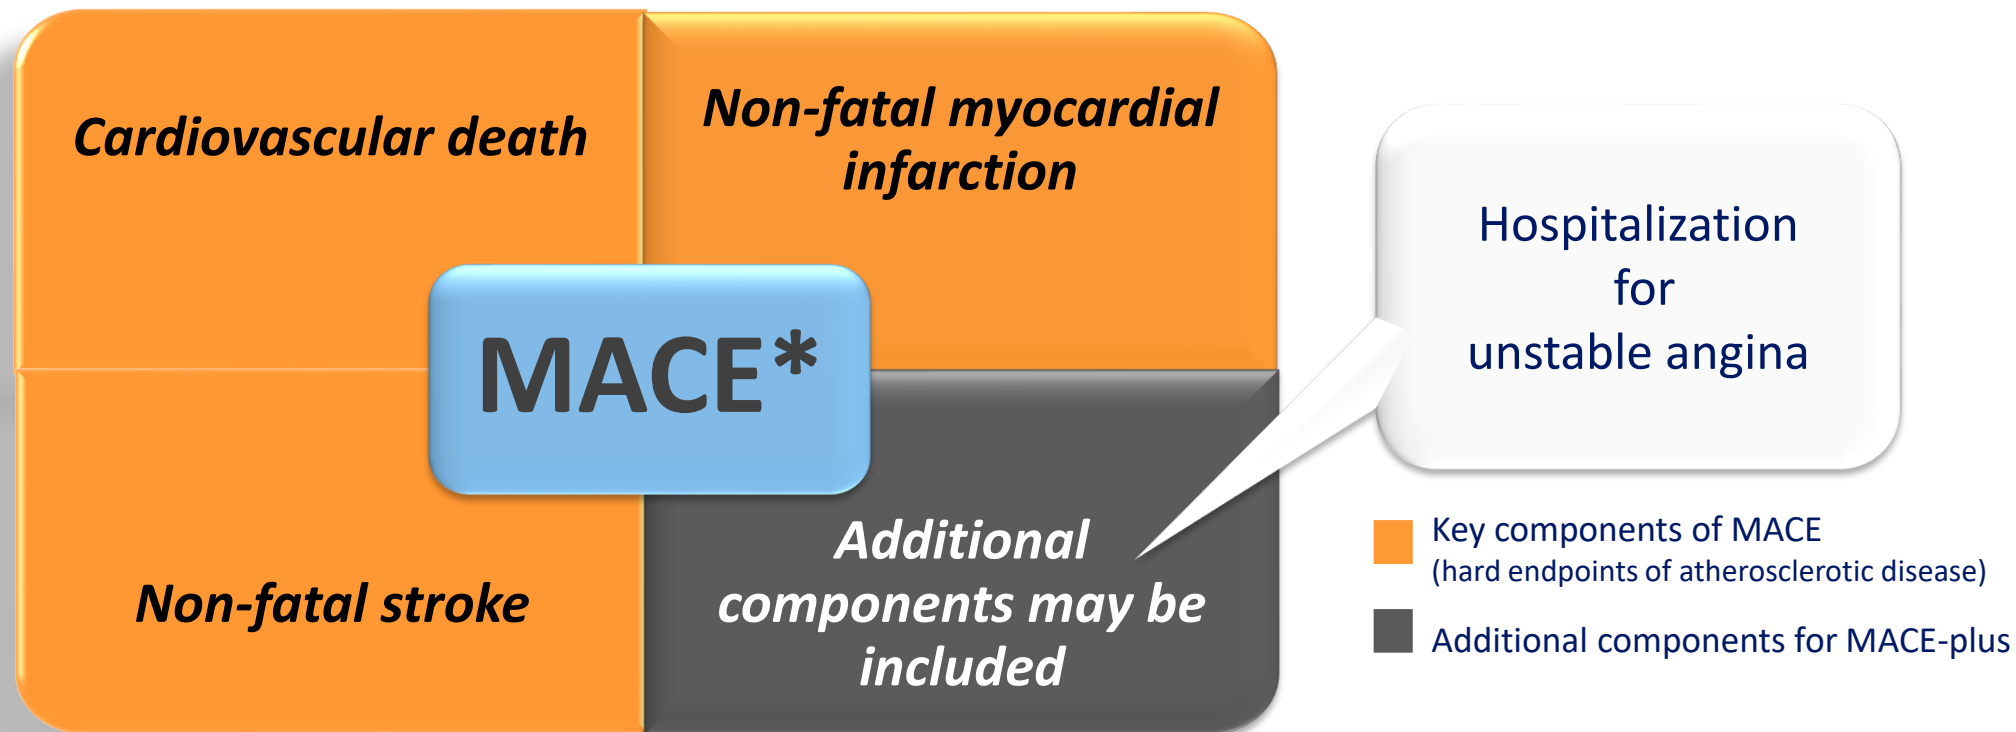 Cardiovascular death
Non-fatal myocardial
infarction
MACE*
Non-fatal stroke
Additional
components may be
included
Hospitalization
for
unstable angina
Key components of MACE
(hard endpoints of atherosclerotic disease)
Additional components for MACE-plus